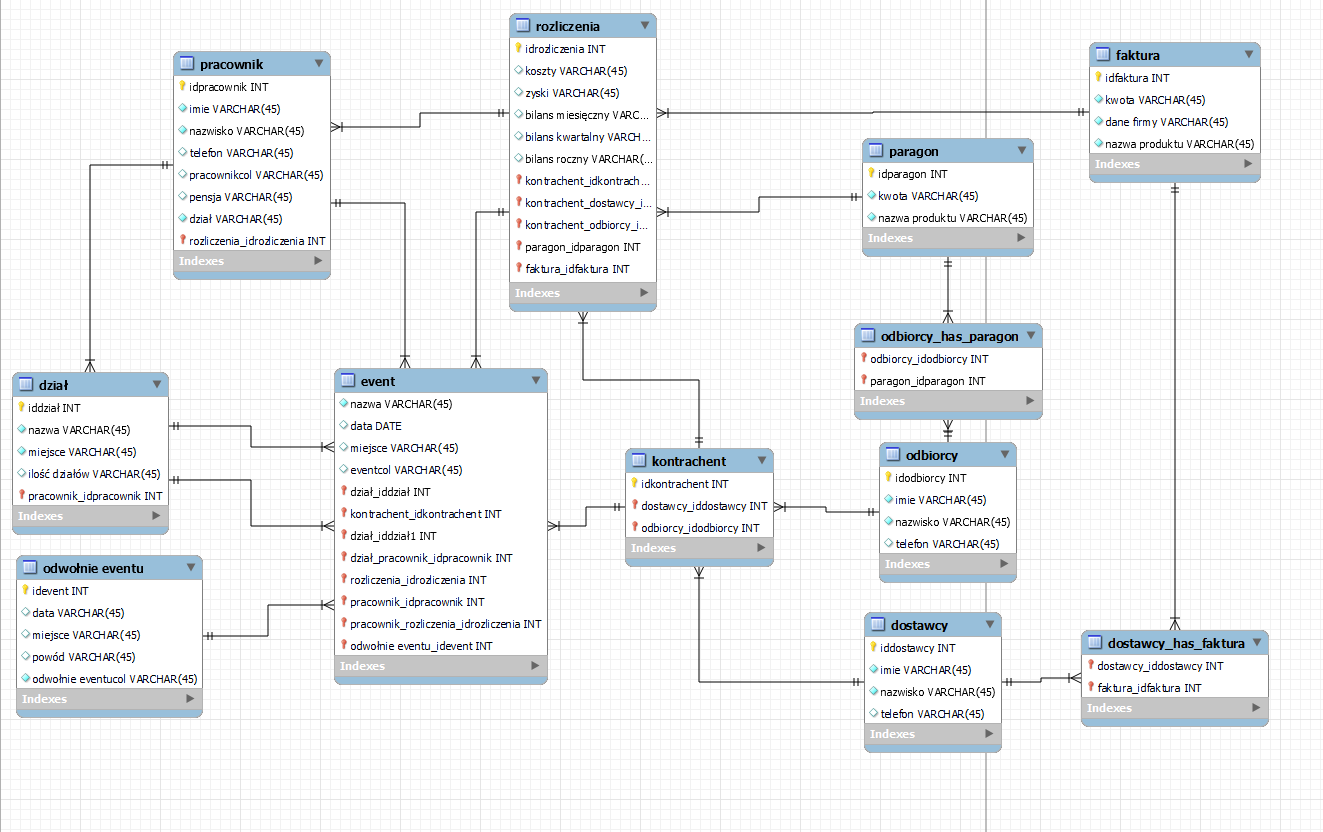 rozliczenia
idrozliczenia INT
koszty VARCHAR(45)
zyski VARCHAR(45)
bilans miesięczny VARC...
bilans kwartalny VARCH...
bilans roczny VARCHAR(...
kontrachent_idkontrach...
kontrachent_dostawcy_i...
kontrachent_odbiorcy_i...
paragon_idparagon INT
faktura_idfaktura INT
Indexes
pracownik
idpracownik INT
imie VARCHAR(45)
nazwisko VARCHAR(45)
telefon VARCHAR(45)
pracownikcol VARCHAR(45)
pensja VARCHAR(45)
dział VARCHAR(45)
rozliczenia_idrozliczenia INT
Indexes
faktura
idfaktura INT
kwota VARCHAR(45)
dane firmy VARCHAR(45)
nazwa produktu VARCHAR(45)
Indexes
paragon
idparagon INT
kwota VARCHAR(45)
nazwa produktu VARCHAR(45)
Indexes
odbiorcy_has_paragon
odbiorcy_idodbiorcy INT
paragon_idparagon INT
Indexes
dział
iddział INT
nazwa VARCHAR(45)
miejsce VARCHAR(45)
ilość działów VARCHAR(45)
pracownik_idpracownik INT
Indexes
event
nazwa VARCHAR(45)
data DATE
miejsce VARCHAR(45)
eventcol VARCHAR(45)
dział_iddział INT
kontrachent_idkontrachent INT
dział_iddział1 INT
dział_pracownik_idpracownik INT
rozliczenia_idrozliczenia INT
pracownik_idpracownik INT
pracownik_rozliczenia_idrozliczenia INT
odwołnie eventu_idevent INT
Indexes
kontrachent
idkontrachent INT
dostawcy_iddostawcy INT
odbiorcy_idodbiorcy INT
Indexes
odbiorcy
idodbiorcy INT
imie VARCHAR(45)
nazwisko VARCHAR(45)
telefon VARCHAR(45)
Indexes
odwołnie eventu
idevent INT
data VARCHAR(45)
miejsce VARCHAR(45)
powód VARCHAR(45)
odwołnie eventucol VARCHAR(45)
Indexes
dostawcy
iddostawcy INT
imie VARCHAR(45)
nazwisko VARCHAR(45)
telefon VARCHAR(45)
Indexes
dostawcy_has_faktura
dostawcy_iddostawcy INT
faktura_idfaktura INT
Indexes